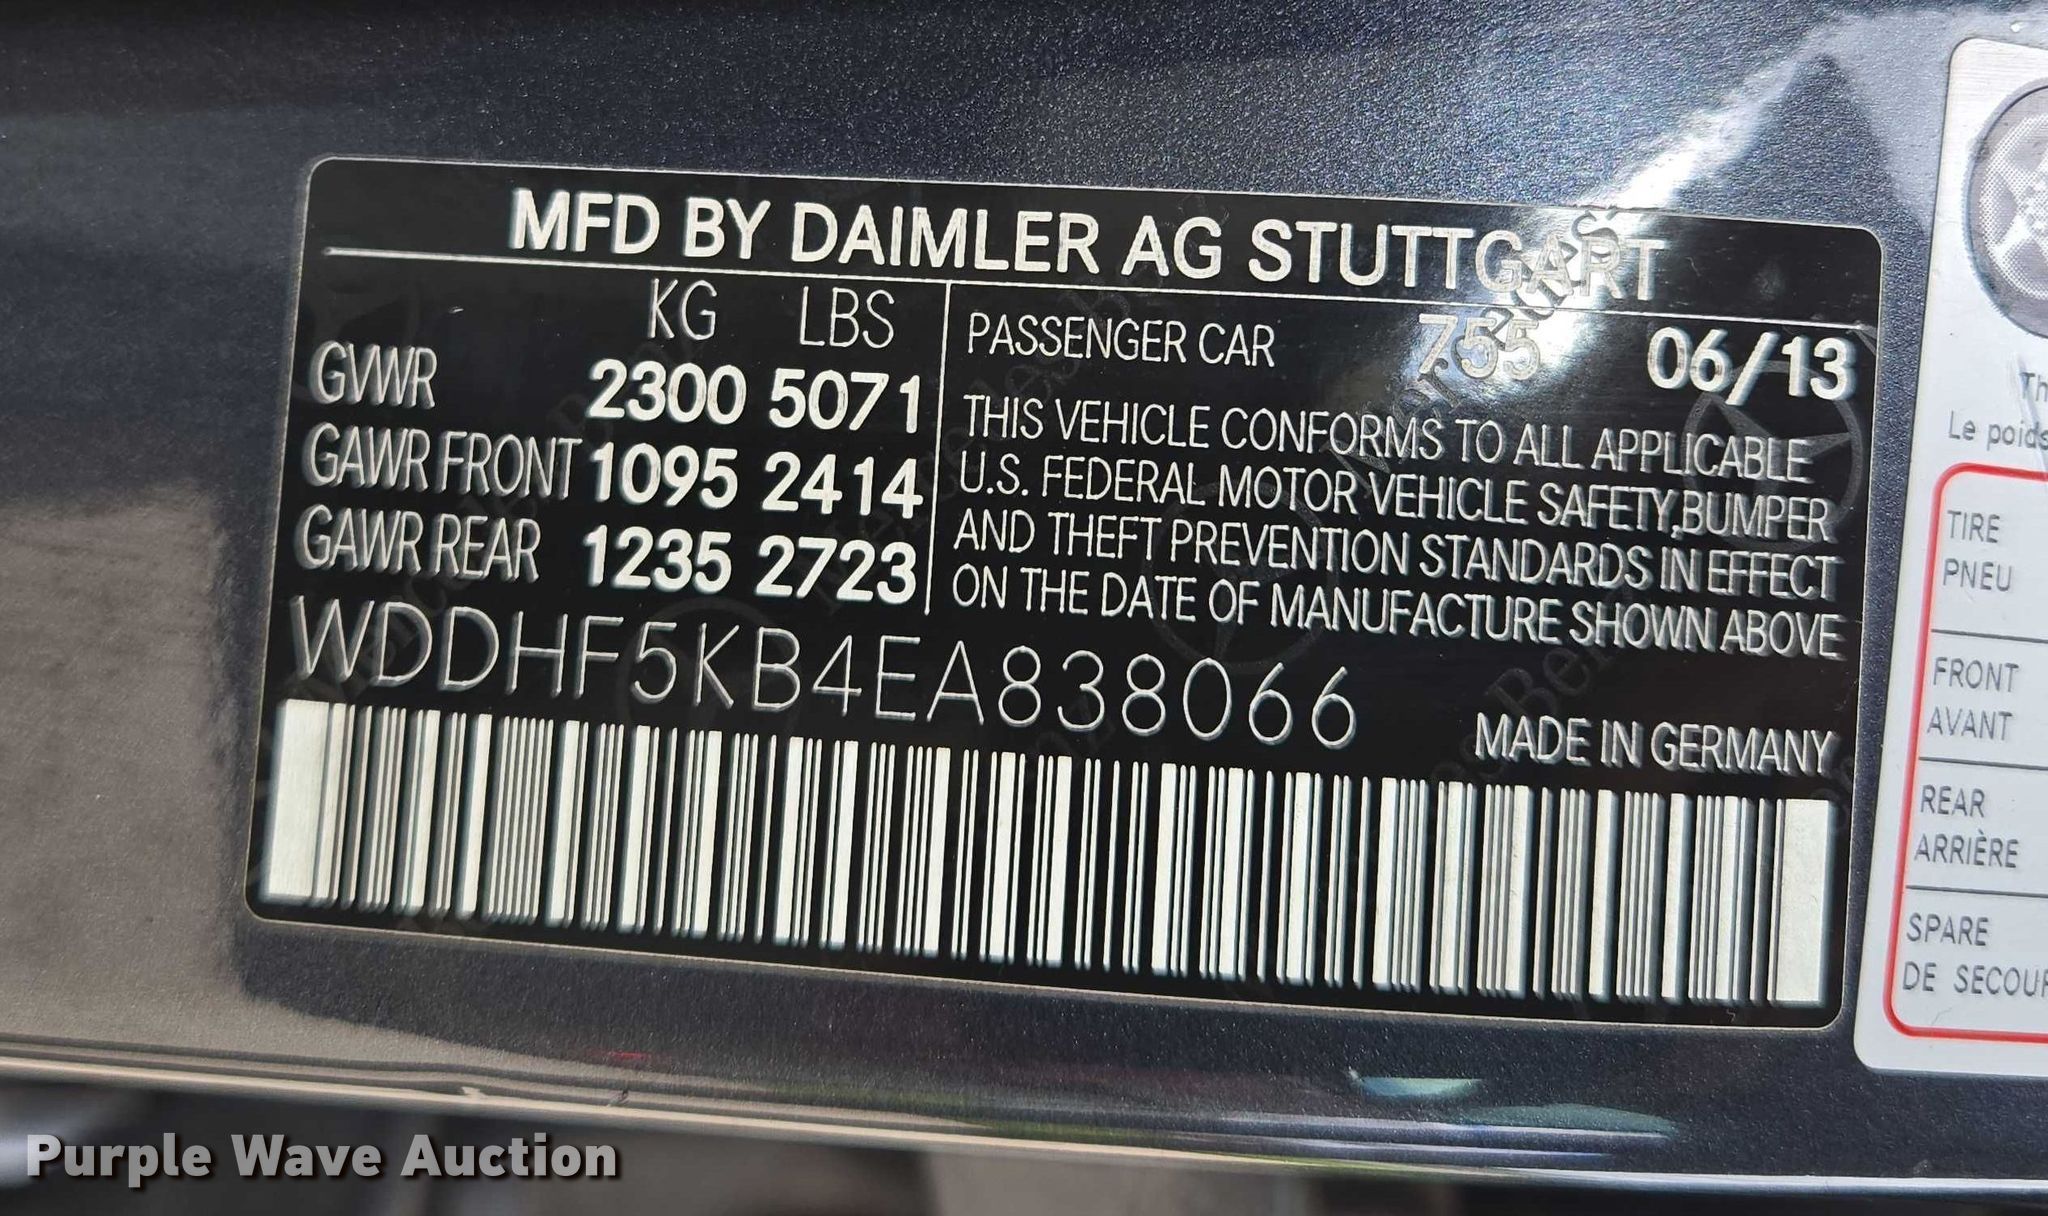 MFD BY DAIMLER AG STUTTGART
KG LBS
GVWR 2300 5071
GAWR FRONT 1095 2414
GAWR REAR 1235 2723
PASSENGER CAR 755 06/13
THIS VEHICLE CONFORMS TO ALL APPLICABLE
U.S. FEDERAL MOTOR VEHICLE SAFETY, BUMPER
AND THEFT PREVENTION STANDARDS IN EFFECT
ON THE DATE OF MANUFACTURE SHOWN ABOVE
WDDHF5KB4EA838066
MADE IN GERMANY
Le poids
TIRE
PNEU
FRONT
AVANT
REAR
ARRIÈRE
SPARE
DE SECOUR
Purple Wave Auction